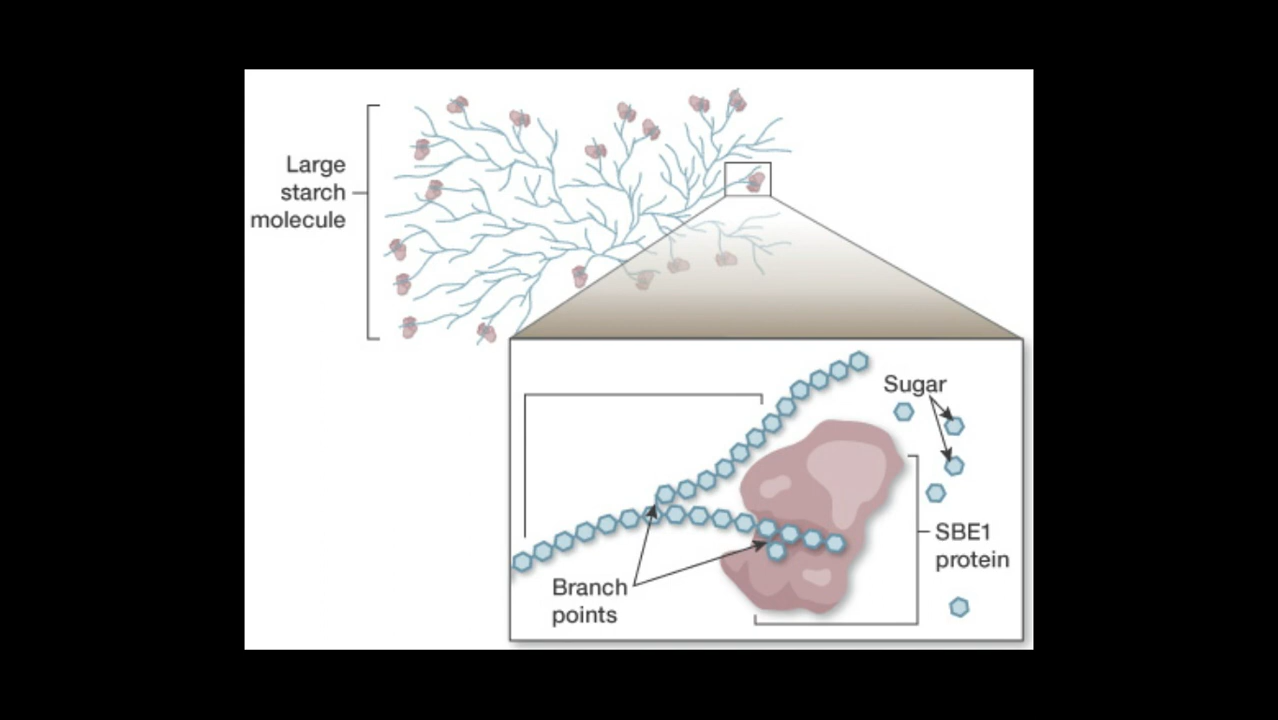 Large
starch
molecule
Sugar
SBE1
protein
Branch
points